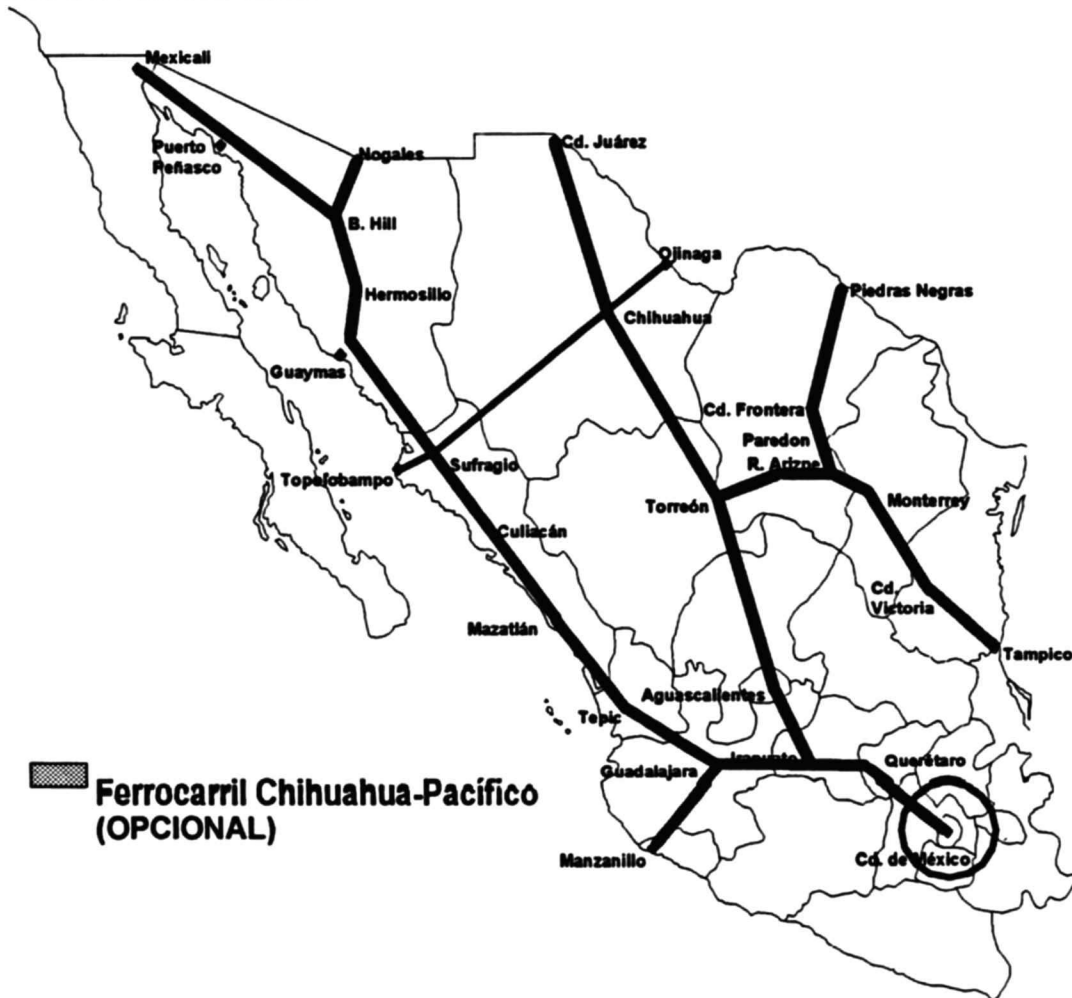 Mexicali
Puerto
Peñasco
Nogales
Cd. Juárez
B. Hill
Ojinaga
Hermosillo
Piedras Negras
Chihuahua
Guaymas
Cd. Frontera
Paredon
R. Arizpe
Sufragio
Topolobampo
Torreón
Monterrey
Culiacán
Cd.
Victoria
Mazatlán
Tampico
Aguascalientes
Tepic
Irapuato
Querétaro
Guadalajara
Ferrocarril Chihuahua-Pacífico
(OPCIONAL)
Manzanillo
Cd. de México